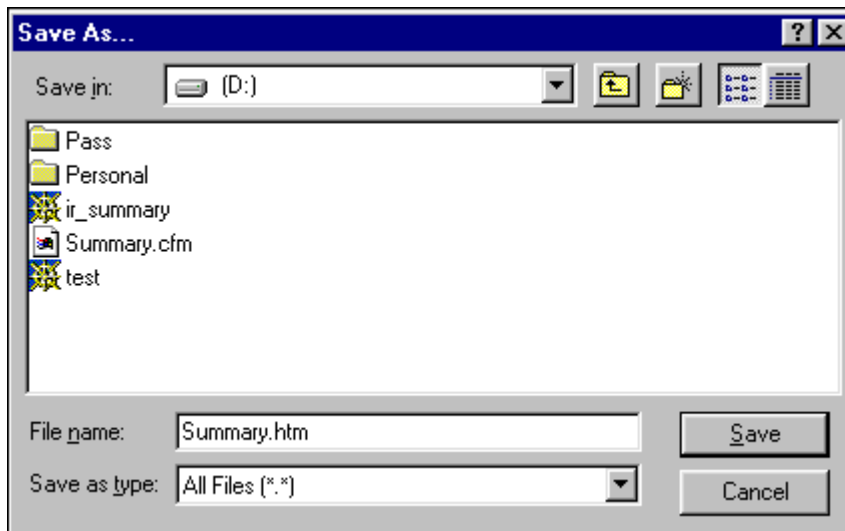 Save As...
Save in: (D:)
Pass
Personal
ir_summary
Summary.cfm
test
File name: Summary.htm Save
Save as type: All Files (*.*) Cancel